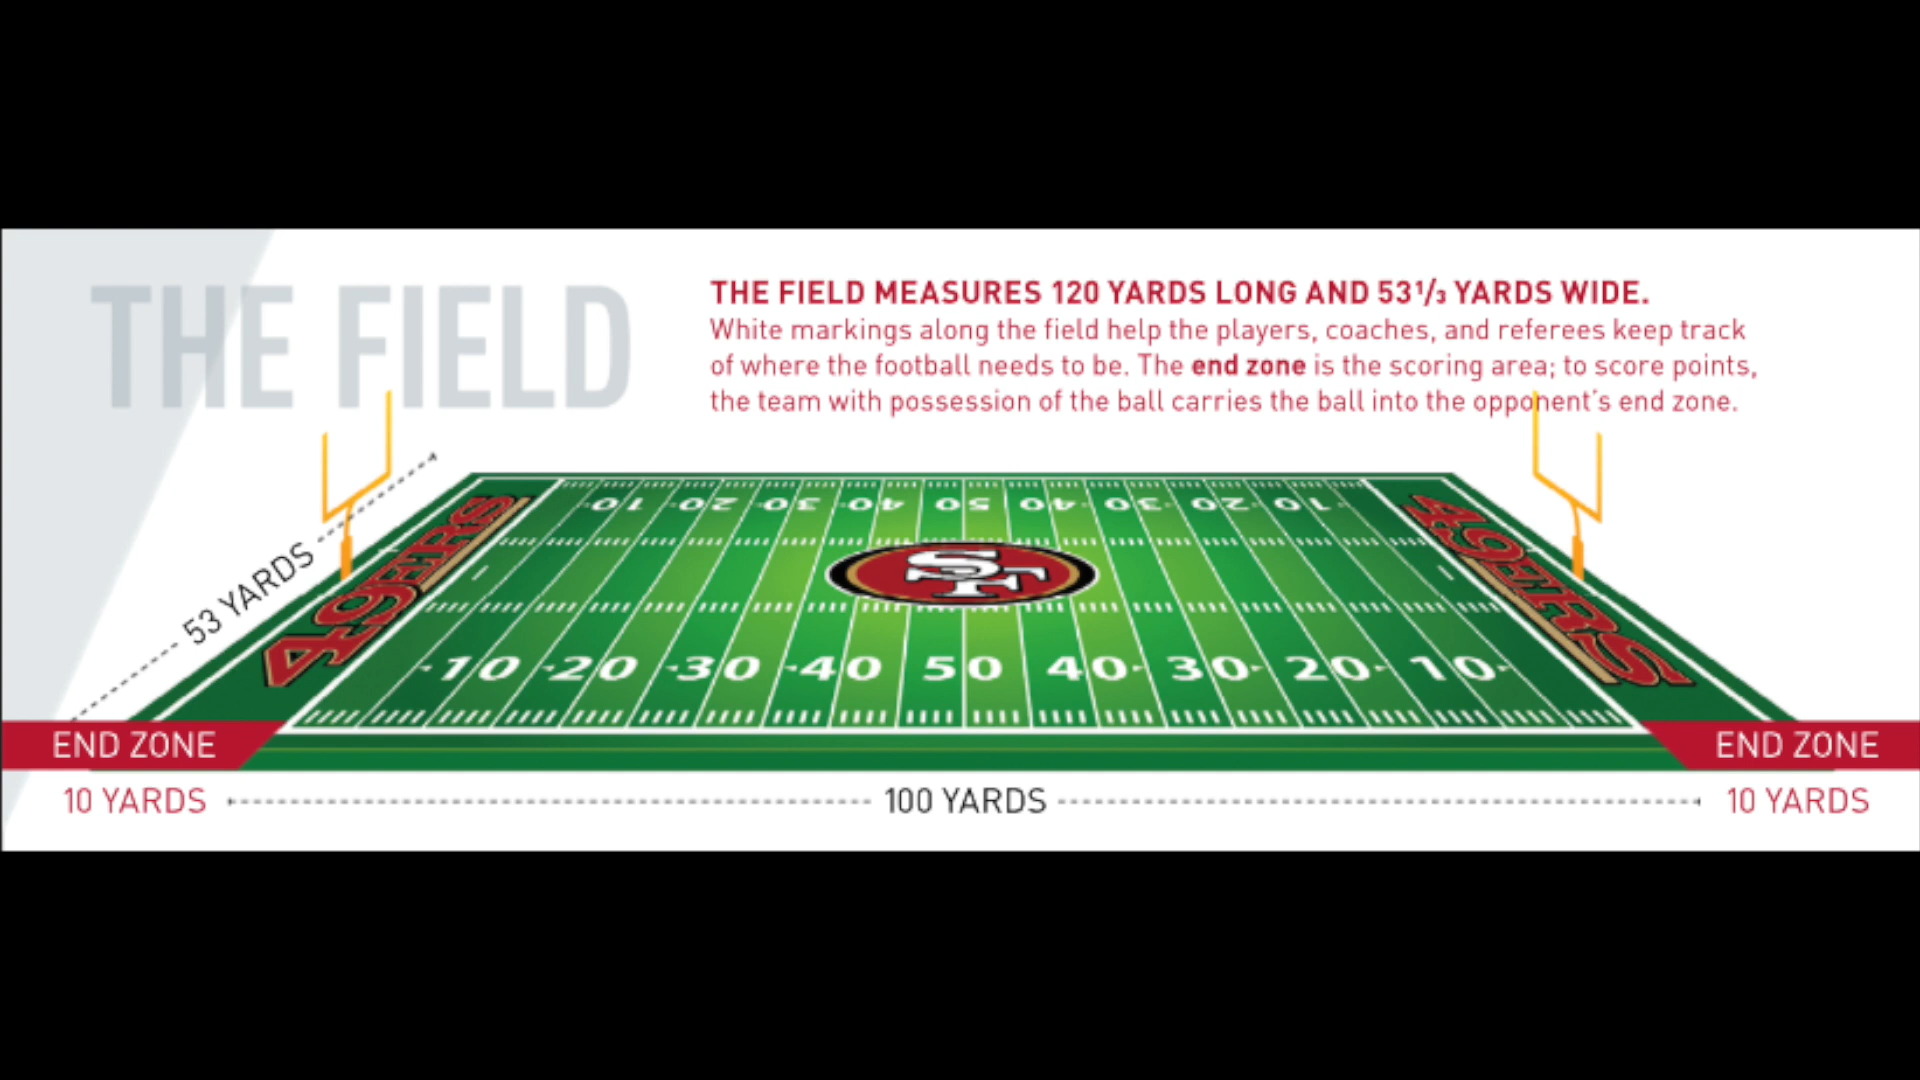 THE FIELD
THE FIELD MEASURES 120 YARDS LONG AND 53 1/3 YARDS WIDE.
White markings along the field help the players, coaches, and referees keep track
of where the football needs to be. The end zone is the scoring area; to score points,
the team with possession of the ball carries the ball into the opponent's end zone.
53 YARDS
10 20 30 40 50 40 30 20 10
49ERS
SF
49ERS
10 20 30 40 50 40 30 20 10
END ZONE
END ZONE
10 YARDS
100 YARDS
10 YARDS